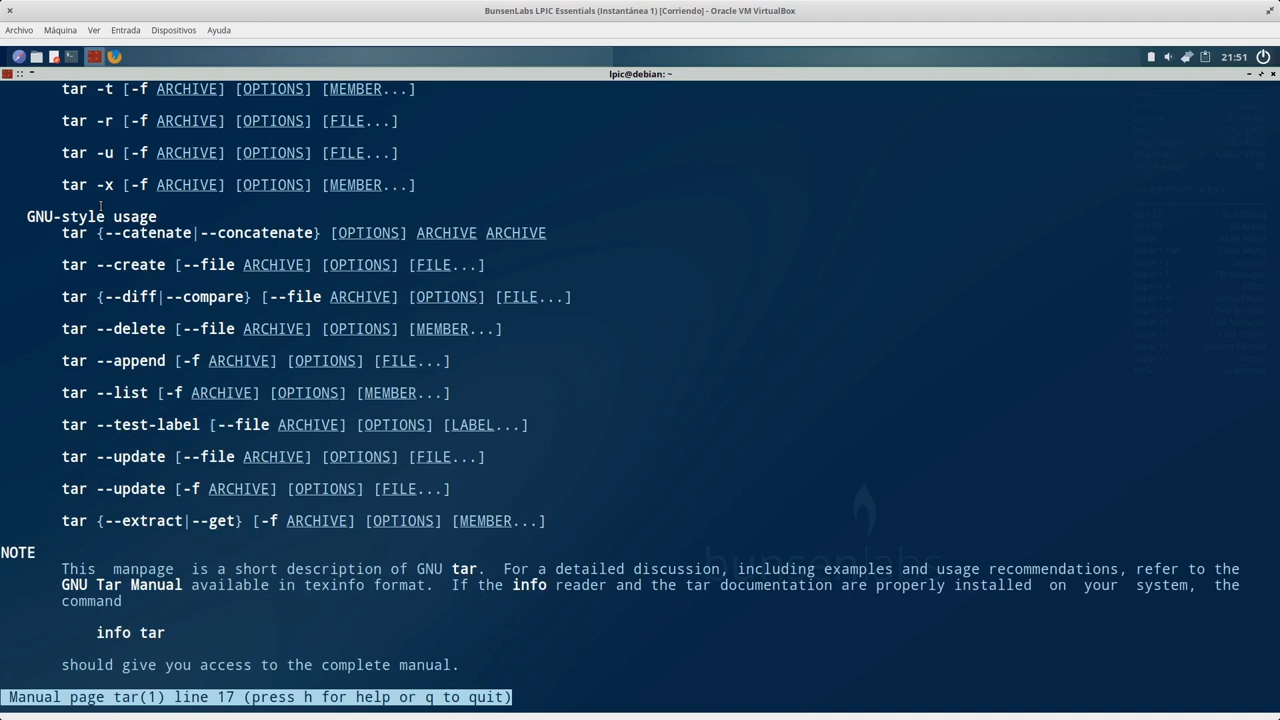 BunsenLabs LPIC Essentials (Instantánea 1) [Corriendo] - Oracle VM VirtualBox
Archivo Máquina Ver Entrada Dispositivos Ayuda
21:51
lpic@debian: ~
tar -t [-f ARCHIVE] [OPTIONS] [MEMBER...]
tar -r [-f ARCHIVE] [OPTIONS] [FILE...]
tar -u [-f ARCHIVE] [OPTIONS] [FILE...]
tar -x [-f ARCHIVE] [OPTIONS] [MEMBER...]
GNU-style usage
tar {--catenate|--concatenate} [OPTIONS] ARCHIVE ARCHIVE
tar --create [--file ARCHIVE] [OPTIONS] [FILE...]
tar {--diff|--compare} [--file ARCHIVE] [OPTIONS] [FILE...]
tar --delete [--file ARCHIVE] [OPTIONS] [MEMBER...]
tar --append [-f ARCHIVE] [OPTIONS] [FILE...]
tar --list [-f ARCHIVE] [OPTIONS] [MEMBER...]
tar --test-label [--file ARCHIVE] [OPTIONS] [LABEL...]
tar --update [--file ARCHIVE] [OPTIONS] [FILE...]
tar --update [-f ARCHIVE] [OPTIONS] [FILE...]
tar {--extract|--get} [-f ARCHIVE] [OPTIONS] [MEMBER...]
NOTE
This manpage is a short description of GNU tar. For a detailed discussion, including examples and usage recommendations, refer to the
GNU Tar Manual available in texinfo format. If the info reader and the tar documentation are properly installed on your system, the
command
info tar
should give you access to the complete manual.
Manual page tar(1) line 17 (press h for help or q to quit)
bunsenlabs